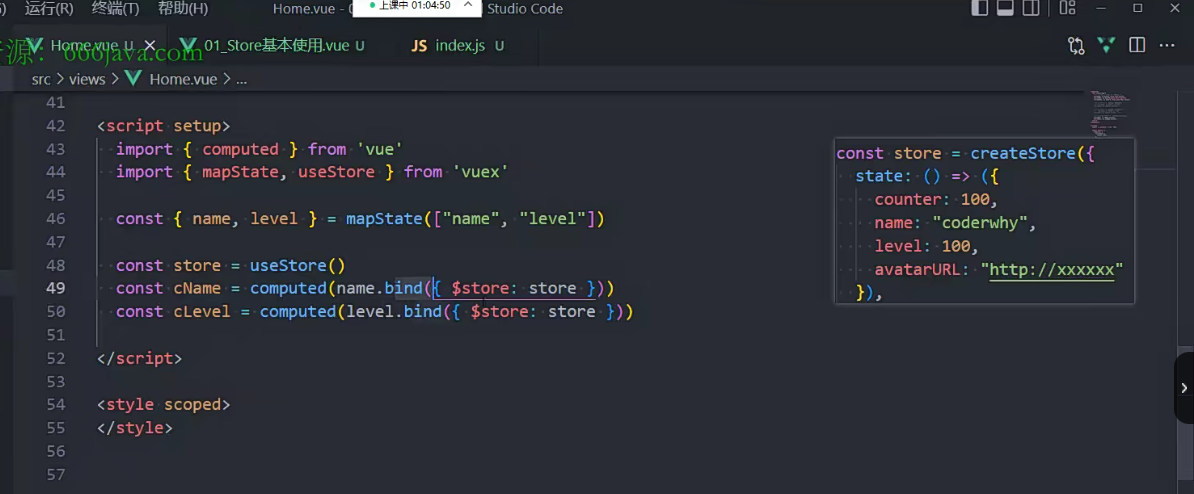 运行(R) 终端(T) 帮助(H) Home.vue - Studio Code
上课中 01:04:50
Home.vue U 01_Store基本使用.vue U JS index.js U
源: 666java.com
src > views > Home.vue > ...
41
42 <script setup>
43 import { computed } from 'vue'
44 import { mapState, useStore } from 'vuex'
45
46 const { name, level } = mapState(["name", "level"])
47
48 const store = useStore()
49 const cName = computed(name.bind({ $store: store }))
50 const cLevel = computed(level.bind({ $store: store }))
51
52 </script>
53
54 <style scoped>
55 </style>
56
57
const store = createStore({
state: () => ({
counter: 100,
name: "coderwhy",
level: 100,
avatarURL: "http://xxxxxx"
}),